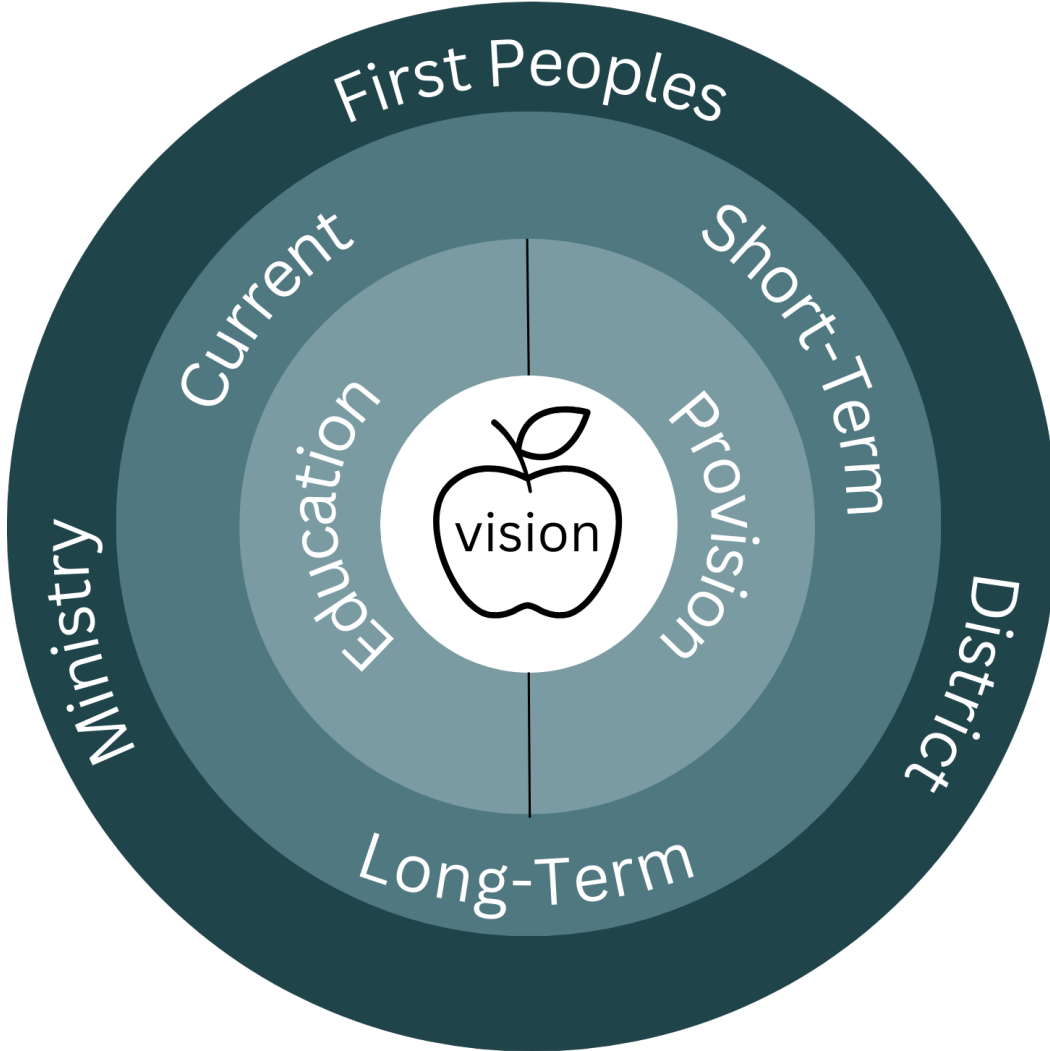 First Peoples
Current
Short-Term
Education
vision
Provision
Ministry
District
Long-Term